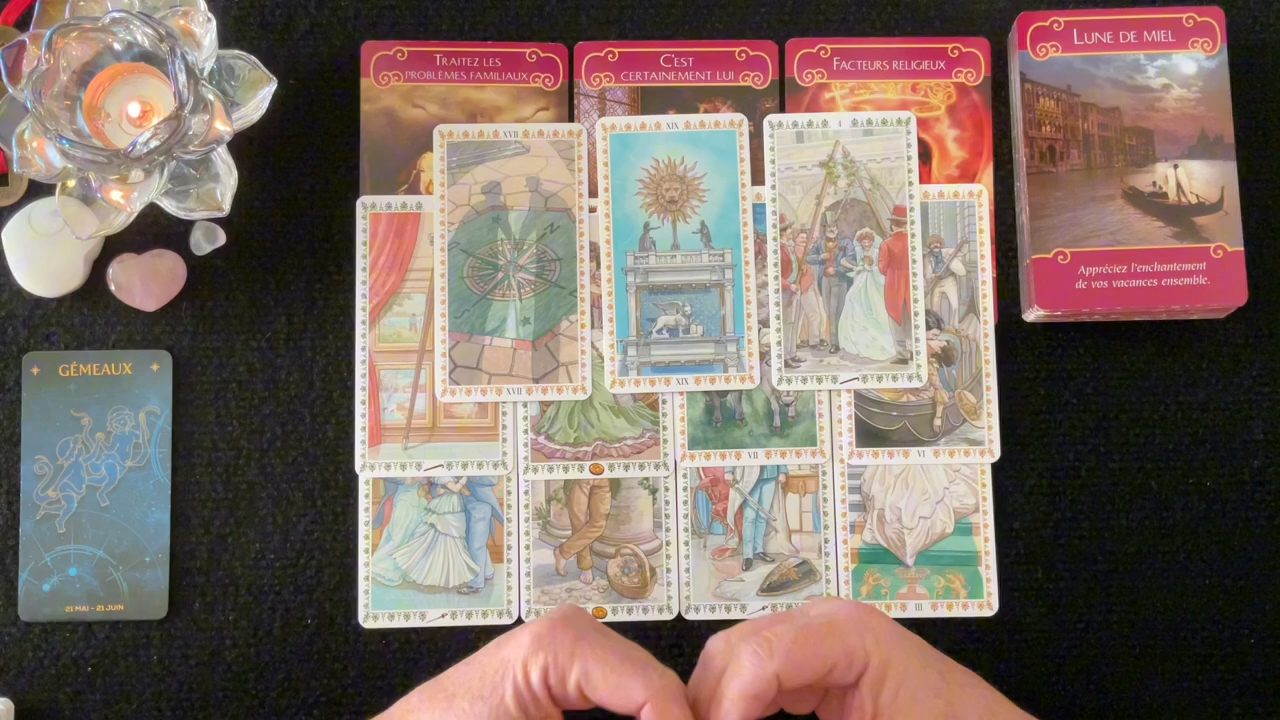 TRAITEZ LES
PROBLÈMES FAMILIAUX
C'EST
CERTAINEMENT LUI
FACTEURS RELIGIEUX
LUNE DE MIEL
Appréciez l'enchantement
de vos vacances ensemble.
XVII
XIX
I
N
XVII
XIX
GÉMEAUX
21 MAI - 21 JUIN
VII
VI
III